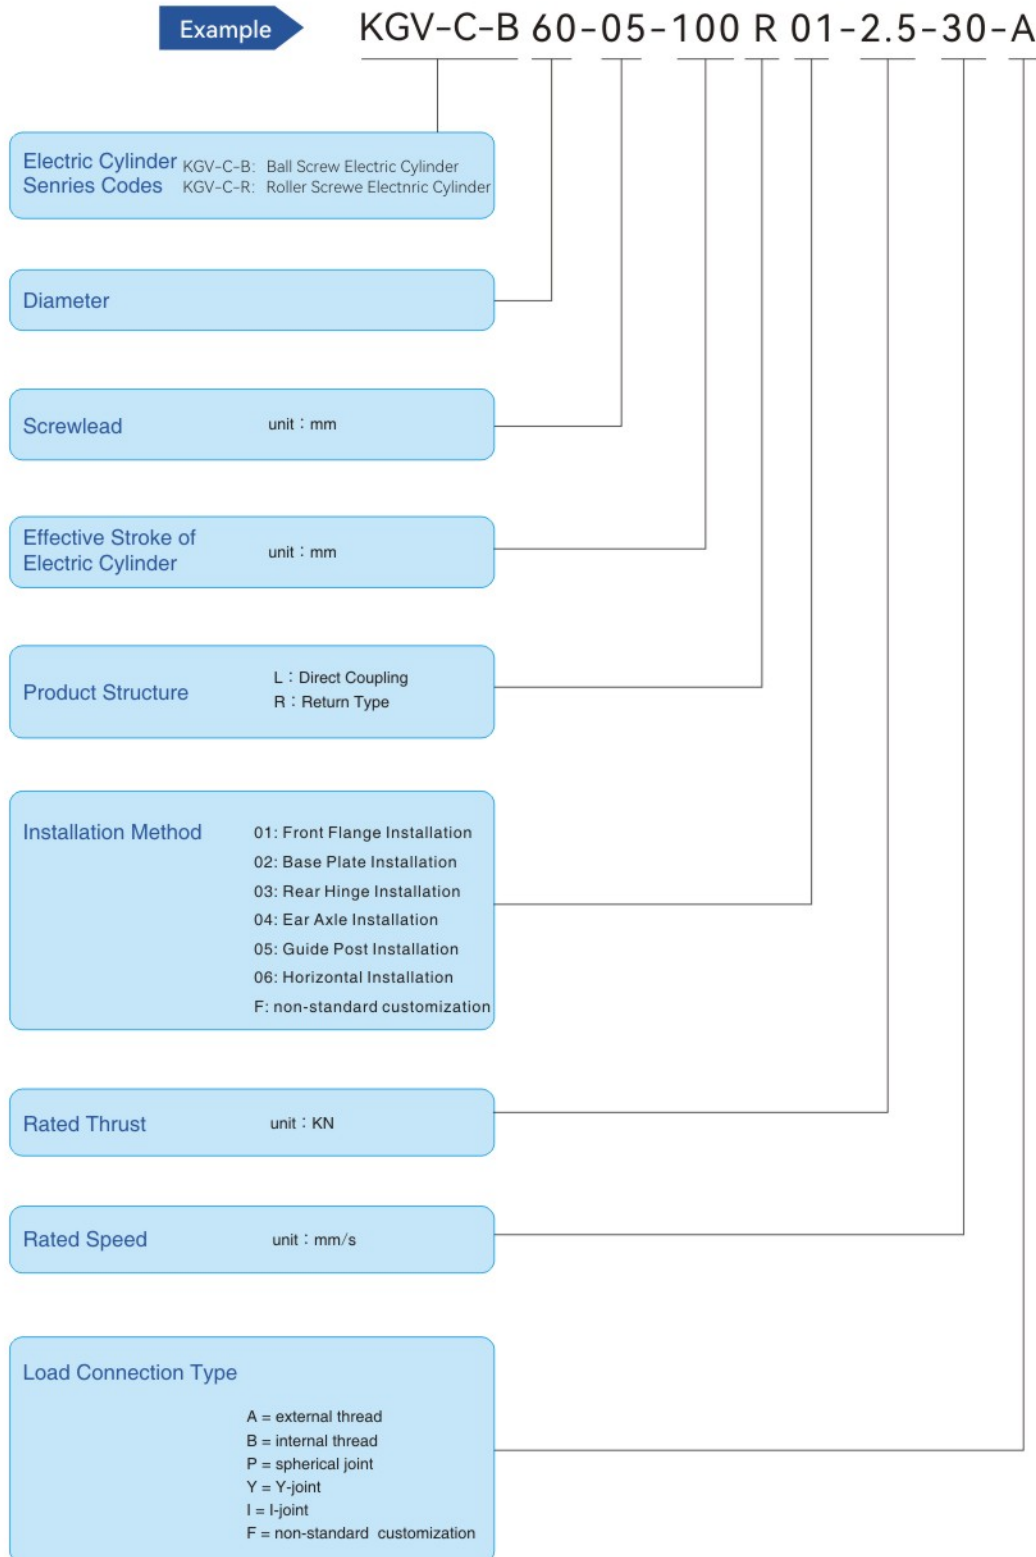 Example
KGV-C-B 60-05-100 R 01-2.5-30-A
Electric Cylinder
Senries Codes
KGV-C-B: Ball Screw Electric Cylinder
KGV-C-R: Roller Screwe Electnric Cylinder
Diameter
Screwlead
unit：mm
Effective Stroke of
Electric Cylinder
unit：mm
Product Structure
L：Direct Coupling
R：Return Type
Installation Method
01: Front Flange Installation
02: Base Plate Installation
03: Rear Hinge Installation
04: Ear Axle Installation
05: Guide Post Installation
06: Horizontal Installation
F: non-standard customization
Rated Thrust
unit：KN
Rated Speed
unit：mm/s
Load Connection Type
A = external thread
B = internal thread
P = spherical joint
Y = Y-joint
I = I-joint
F = non-standard customization